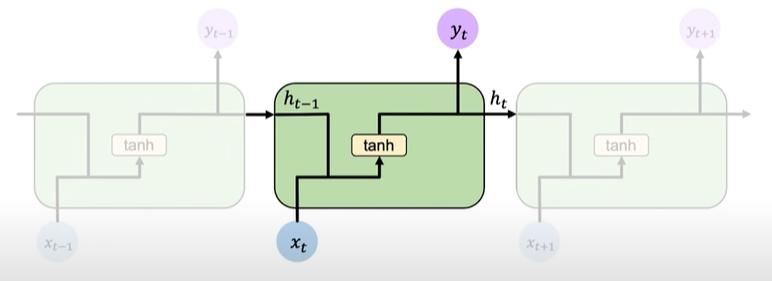 y_{t-1}
y_t
y_{t+1}
h_{t-1}
h_t
tanh
tanh
tanh
x_{t-1}
x_t
x_{t+1}